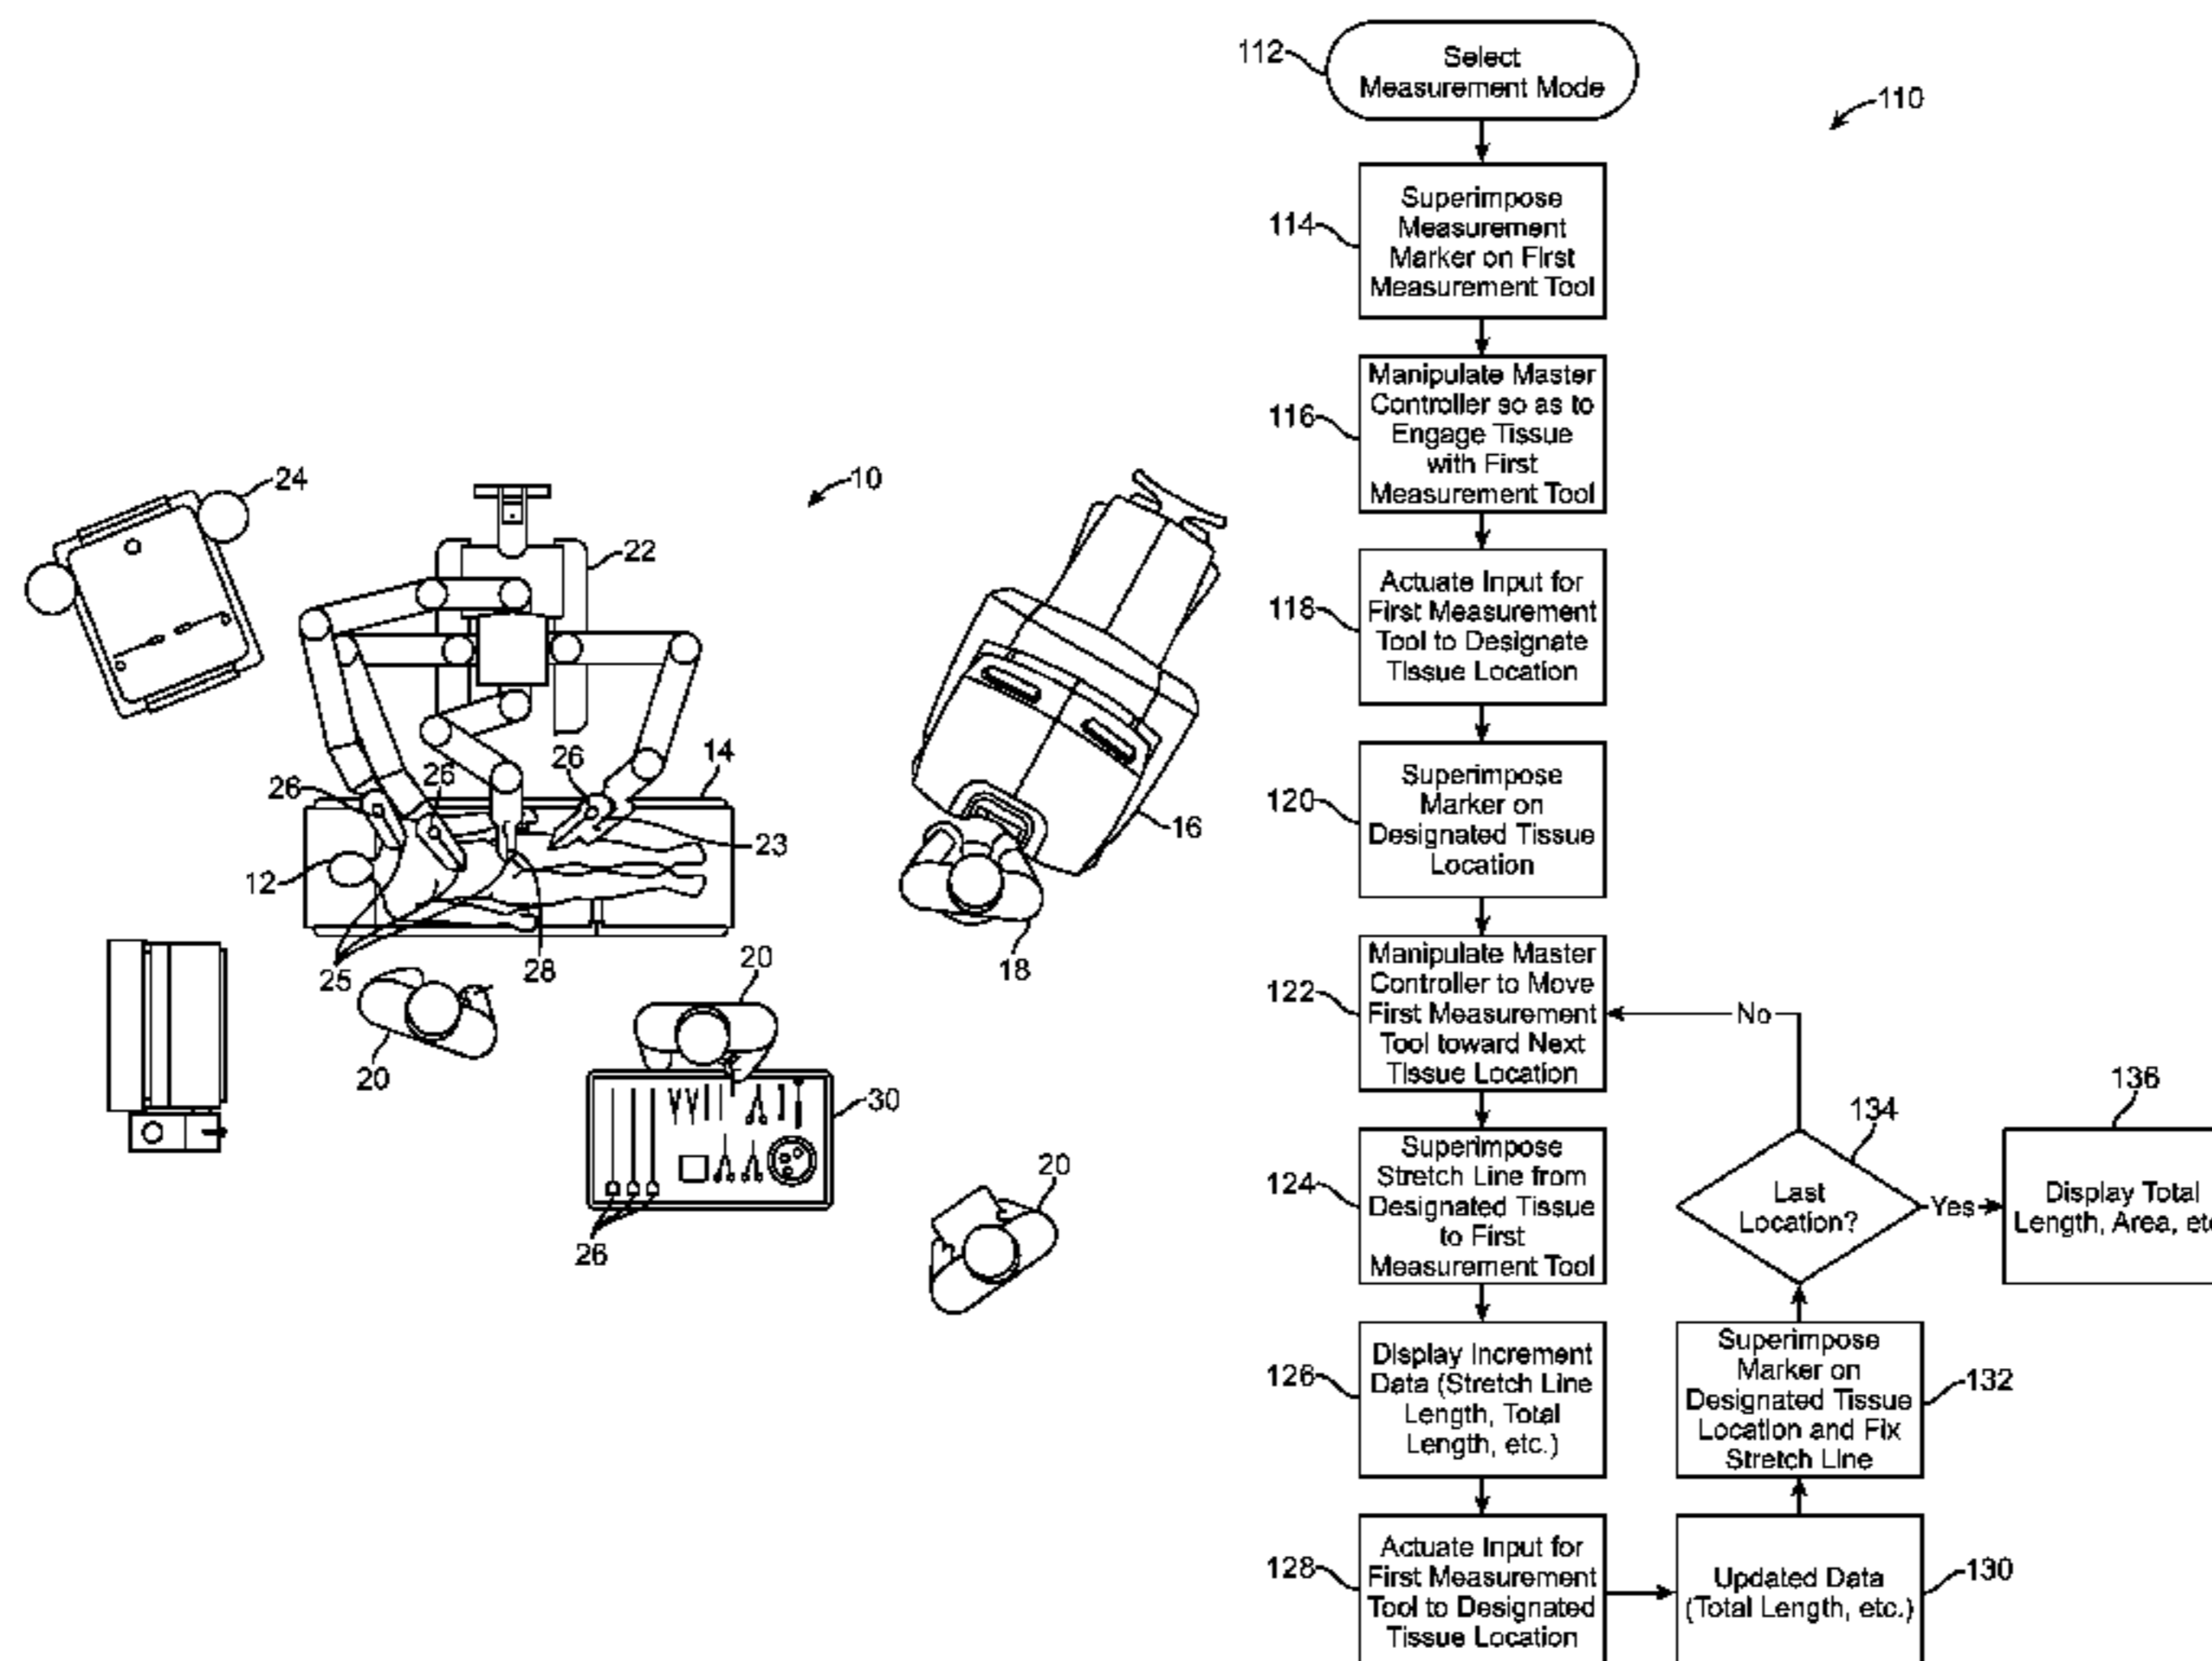 24
10
22
26
26
14
26
23
16
12
25
28
18
20
20
30
26
20
110
112
Select
Measurement Mode
114
Superimpose
Measurement
Marker on First
Measurement Tool
116
Manipulate Master
Controller so as to
Engage Tissue
with First
Measurement Tool
118
Actuate Input for
First Measurement
Tool to Designate
Tissue Location
120
Superimpose
Marker on
Designated Tissue
Location
122
Manipulate Master
Controller to Move
First Measurement
Tool toward Next
Tissue Location
124
Superimpose
Stretch Line from
Designated Tissue
to First
Measurement Tool
126
Display Increment
Data (Stretch Line
Length, Total
Length, etc.)
128
Actuate Input for
First Measurement
Tool to Designated
Tissue Location
130
Updated Data
(Total Length, etc.)
132
Superimpose
Marker on
Designated Tissue
Location and Fix
Stretch Line
134
Last
Location?
No
Yes
136
Display Total
Length, Area, etc